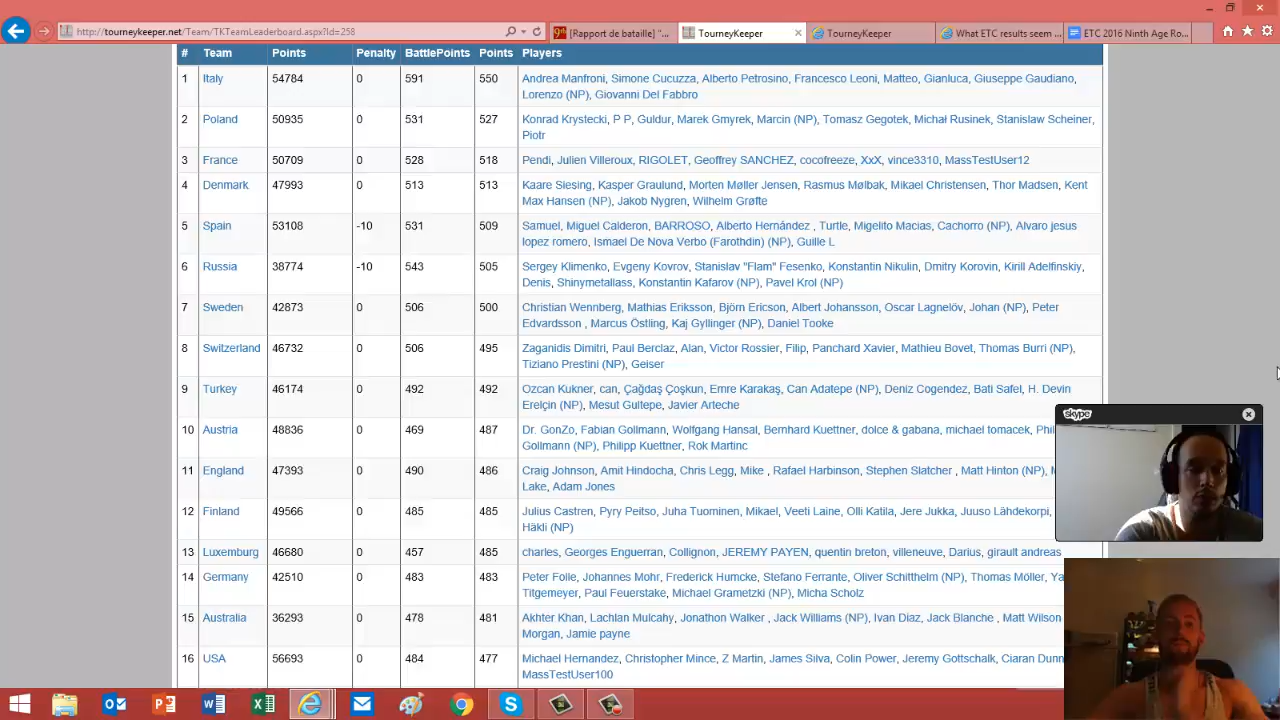 http://tourneykeeper.net/Team/TKTeamLeaderboard.aspx?Id=258
[Rapport de bataille] "...
TourneyKeeper
TourneyKeeper
What ETC results seem ...
ETC 2016 Ninth Age Ro...
# Team Points Penalty BattlePoints Points Players
1 Italy 54784 0 591 550 Andrea Manfroni, Simone Cucuzza, Alberto Petrosino, Francesco Leoni, Matteo, Gianluca, Giuseppe Gaudiano,
Lorenzo (NP), Giovanni Del Fabbro
2 Poland 50935 0 531 527 Konrad Krystecki, P P, Guldur, Marek Gmyrek, Marcin (NP), Tomasz Gegotek, Michał Rusinek, Stanislaw Scheiner,
Piotr
3 France 50709 0 528 518 Pendi, Julien Villeroux, RIGOLET, Geoffrey SANCHEZ, cocofreeze, XxX, vince3310, MassTestUser12
4 Denmark 47993 0 513 513 Kaare Siesing, Kasper Graulund, Morten Møller Jensen, Rasmus Mølbak, Mikael Christensen, Thor Madsen, Kent
Max Hansen (NP), Jakob Nygren, Wilhelm Grøfte
5 Spain 53108 -10 531 509 Samuel, Miguel Calderon, BARROSO, Alberto Hernández , Turtle, Migelito Macias, Cachorro (NP), Alvaro jesus
lopez romero, Ismael De Nova Verbo (Farothdin) (NP), Guille L
6 Russia 38774 -10 543 505 Sergey Klimenko, Evgeny Kovrov, Stanislav "Flam" Fesenko, Konstantin Nikulin, Dmitry Korovin, Kirill Adelfinskiy,
Denis, Shinymetallass, Konstantin Kafarov (NP), Pavel Krol (NP)
7 Sweden 42873 0 506 500 Christian Wennberg, Mathias Eriksson, Björn Ericson, Albert Johansson, Oscar Lagnelöv, Johan (NP), Peter
Edvardsson , Marcus Östling, Kaj Gyllinger (NP), Daniel Tooke
8 Switzerland 46732 0 506 495 Zaganidis Dimitri, Paul Berclaz, Alan, Victor Rossier, Filip, Panchard Xavier, Mathieu Bovet, Thomas Burri (NP),
Tiziano Prestini (NP), Geiser
9 Turkey 46174 0 492 492 Ozcan Kukner, can, Çağdaş Çoşkun, Emre Karakaş, Can Adatepe (NP), Deniz Cogendez, Bati Safel, H. Devin
Erelçin (NP), Mesut Gultepe, Javier Arteche
10 Austria 48836 0 469 487 Dr. GonZo, Fabian Gollmann, Wolfgang Hansal, Bernhard Kuettner, dolce & gabana, michael tomacek, Phil
Gollmann (NP), Philipp Kuettner, Rok Martinc
11 England 47393 0 490 486 Craig Johnson, Amit Hindocha, Chris Legg, Mike , Rafael Harbinson, Stephen Slatcher , Matt Hinton (NP),
Lake, Adam Jones
12 Finland 49566 0 485 485 Julius Castren, Pyry Peitso, Juha Tuominen, Mikael, Veeti Laine, Olli Katila, Jere Jukka, Juuso Lähdekorpi,
Häkli (NP)
13 Luxemburg 46680 0 457 485 charles, Georges Enguerran, Collignon, JEREMY PAYEN, quentin breton, villeneuve, Darius, girault andreas
14 Germany 42510 0 483 483 Peter Folle, Johannes Mohr, Frederick Humcke, Stefano Ferrante, Oliver Schitthelm (NP), Thomas Möller, Ya
Titgemeyer, Paul Feuerstake, Michael Grametzki (NP), Micha Scholz
15 Australia 36293 0 478 481 Akhter Khan, Lachlan Mulcahy, Jonathon Walker , Jack Williams (NP), Ivan Diaz, Jack Blanche , Matt Wilson
Morgan, Jamie payne
16 USA 56693 0 484 477 Michael Hernandez, Christopher Mince, Z Martin, James Silva, Colin Power, Jeremy Gottschalk, Ciaran Dunn
MassTestUser100
skype